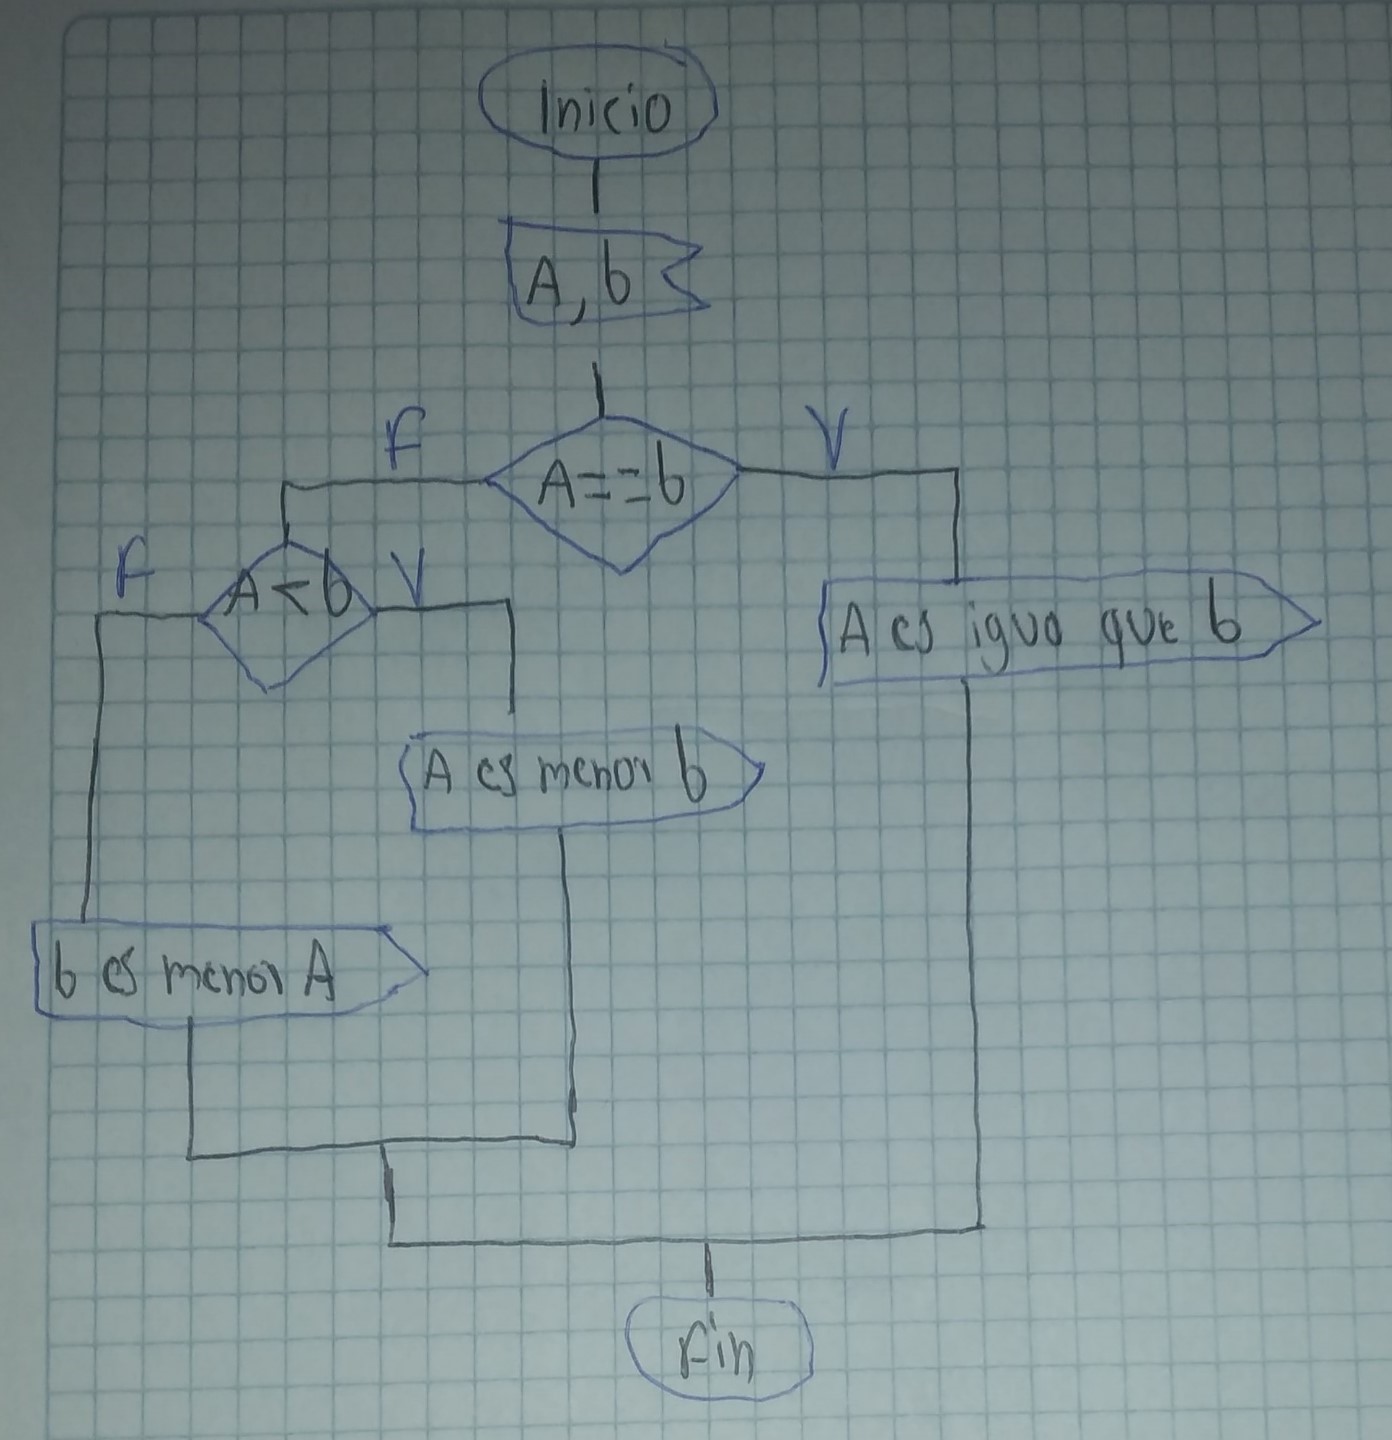 Inicio
A, b
F
V
A==b
F
A<b
V
A es iguo que b
A es menor b
b es menor A
Fin